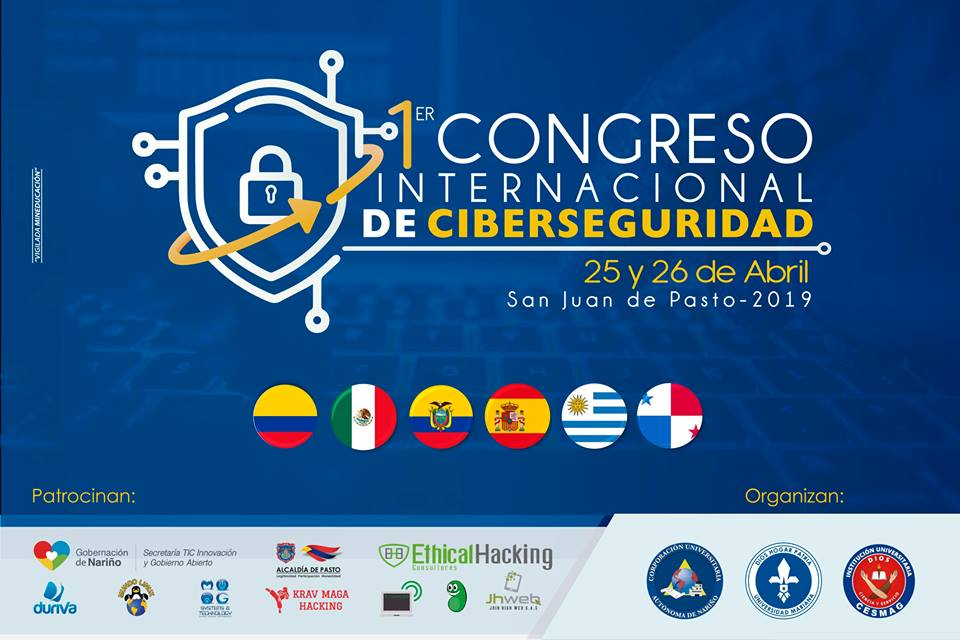 "VIGILADA MINEDUCACIÓN"
1ER CONGRESO
INTERNACIONAL
DE CIBERSEGURIDAD
25 y 26 de Abril
San Juan de Pasto-2019
Patrocinan:
Organizan:
Gobernación
de Nariño
Secretaría TIC Innovación
y Gobierno Abierto
ALCALDÍA DE PASTO
Legitimidad Participación Honestidad
EthicalHacking
Consultores
duriva
MUNDO LINUX
SYSTEMS &
TECHNOLOGY
KRAV MAGA
HACKING
Jhweb
JOIN HIGH WEB S.A.S
CORPORACIÓN UNIVERSITARIA
AUTÓNOMA DE NARIÑO
DIOS HOGAR PATRIA
UNIVERSIDAD MARIANA
INSTITUCIÓN UNIVERSITARIA
DIOS
CIENCIA Y SERVICIO
CESMAG